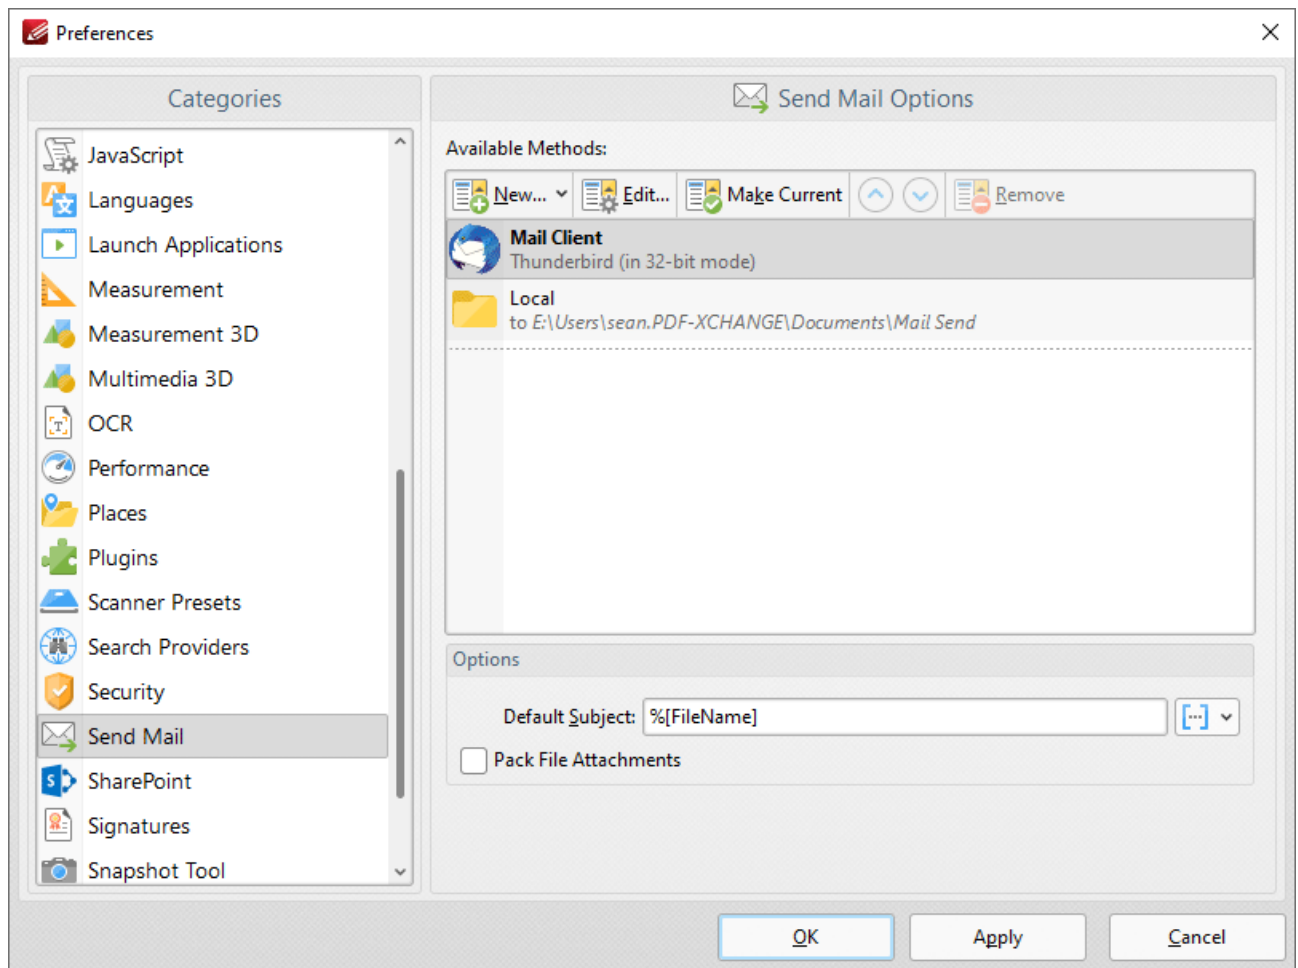 Preferences
Categories
JavaScript
Languages
Launch Applications
Measurement
Measurement 3D
Multimedia 3D
OCR
Performance
Places
Plugins
Scanner Presets
Search Providers
Security
Send Mail
SharePoint
Signatures
Snapshot Tool
Send Mail Options
Available Methods:
New... Edit... Make Current Remove
Mail Client
Thunderbird (in 32-bit mode)
Local
to E:\Users\sean.PDF-XCHANGE\Documents\Mail Send
Options
Default Subject: %[FileName]
Pack File Attachments
OK Apply Cancel